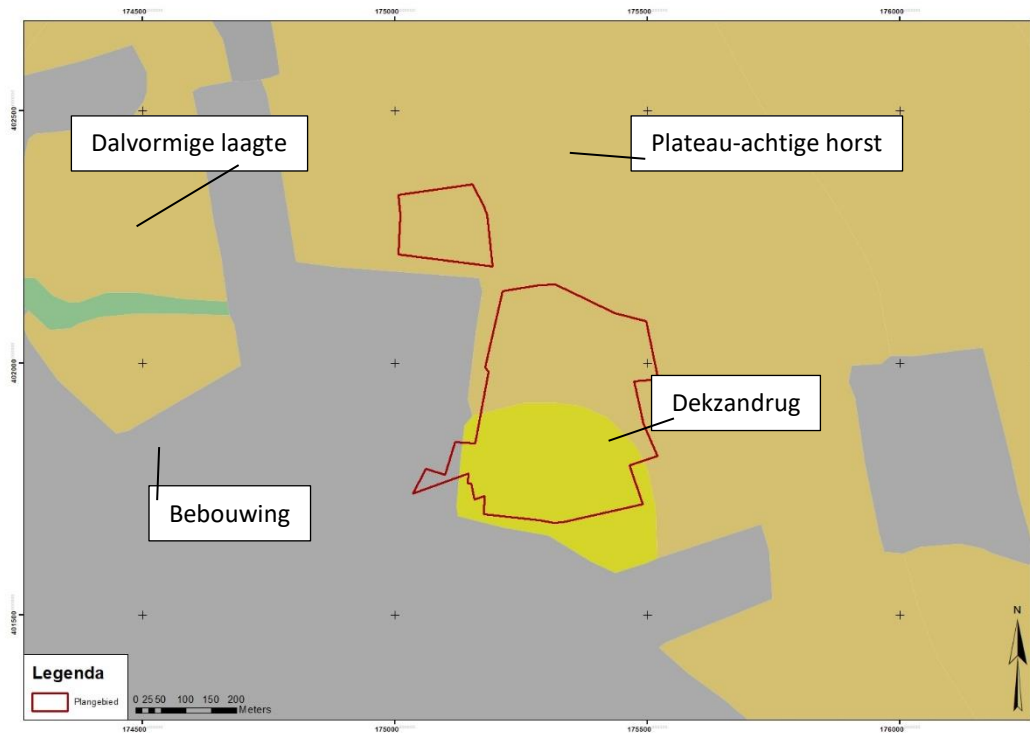 174500 175000 175500 176000
402500
Dalvormige laagte
Plateau-achtige horst
402000
Dekzandrug
Bebouwing
401500
N
Legenda
Plangebied
0 25 50 100 150 200
Meters
174500 175000 175500 176000